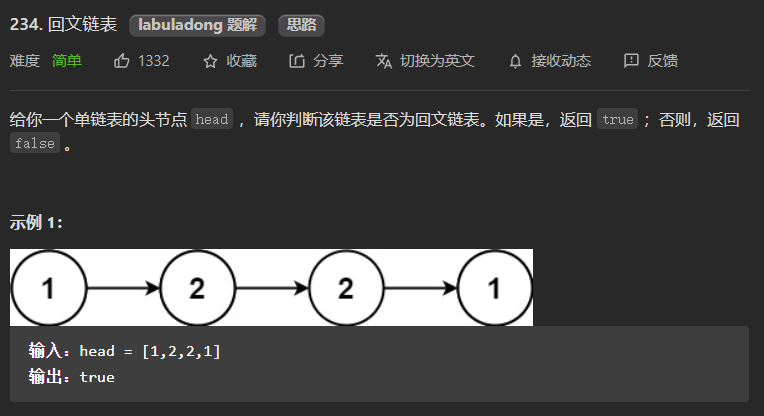 234. 回文链表 labuladong 题解 思路
难度 简单 1332 收藏 分享 切换为英文 接收动态 反馈
给你一个单链表的头节点 head ，请你判断该链表是否为回文链表。如果是，返回 true ；否则，返回
false 。
示例 1：
1 2 2 1
输入：head = [1,2,2,1]
输出：true